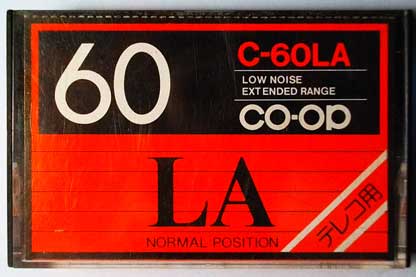 60
C-60LA
LOW NOISE
EXTENDED RANGE
CO-OP
LA
NORMAL POSITION
テレコ用